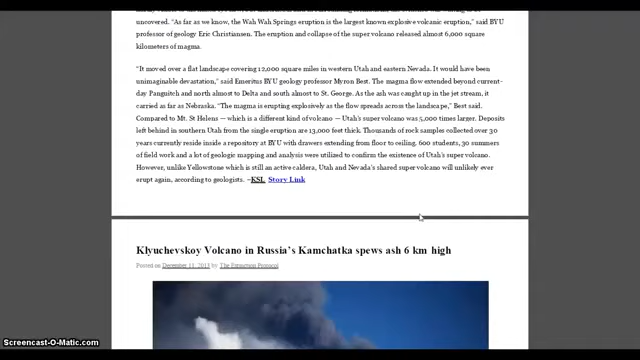 uncovered. "As far as we know, the Wah Wah Springs eruption is the largest known explosive volcanic eruption," said BYU
professor of geology Eric Christiansen. The eruption and collapse of the super volcano released almost 6,000 square
kilometers of magma.
"It moved over a flat landscape covering 12,000 square miles in western Utah and eastern Nevada. It would have been
unimaginable devastation," said Emeritus BYU geology professor Myron Best. The magma flow extended beyond current-
day Panguitch and north almost to Delta and south almost to St. George. As the ash was caught up in the jet stream, it
carried as far as Nebraska. "The magma is erupting explosively as the flow spreads across the landscape," Best said.
Compared to Mt. St Helens — which is a different kind of volcano — Utah's super volcano was 5,000 times larger. Deposits
left behind in southern Utah from the single eruption are 13,000 feet thick. Thousands of rock samples collected over 30
years currently reside inside a repository at BYU with drawers extending from floor to ceiling. 600 students, 30 summers
of field work and a lot of geologic mapping and analysis were utilized to confirm the existence of Utah's super volcano.
However, unlike Yellowstone which is still an active caldera, Utah and Nevada's shared super volcano will unlikely ever
erupt again, according to geologists. –KSL Story Link
Klyuchevskoy Volcano in Russia's Kamchatka spews ash 6 km high
Posted on December 11, 2013 by The Extinction Protocol
Screencast-O-Matic.com